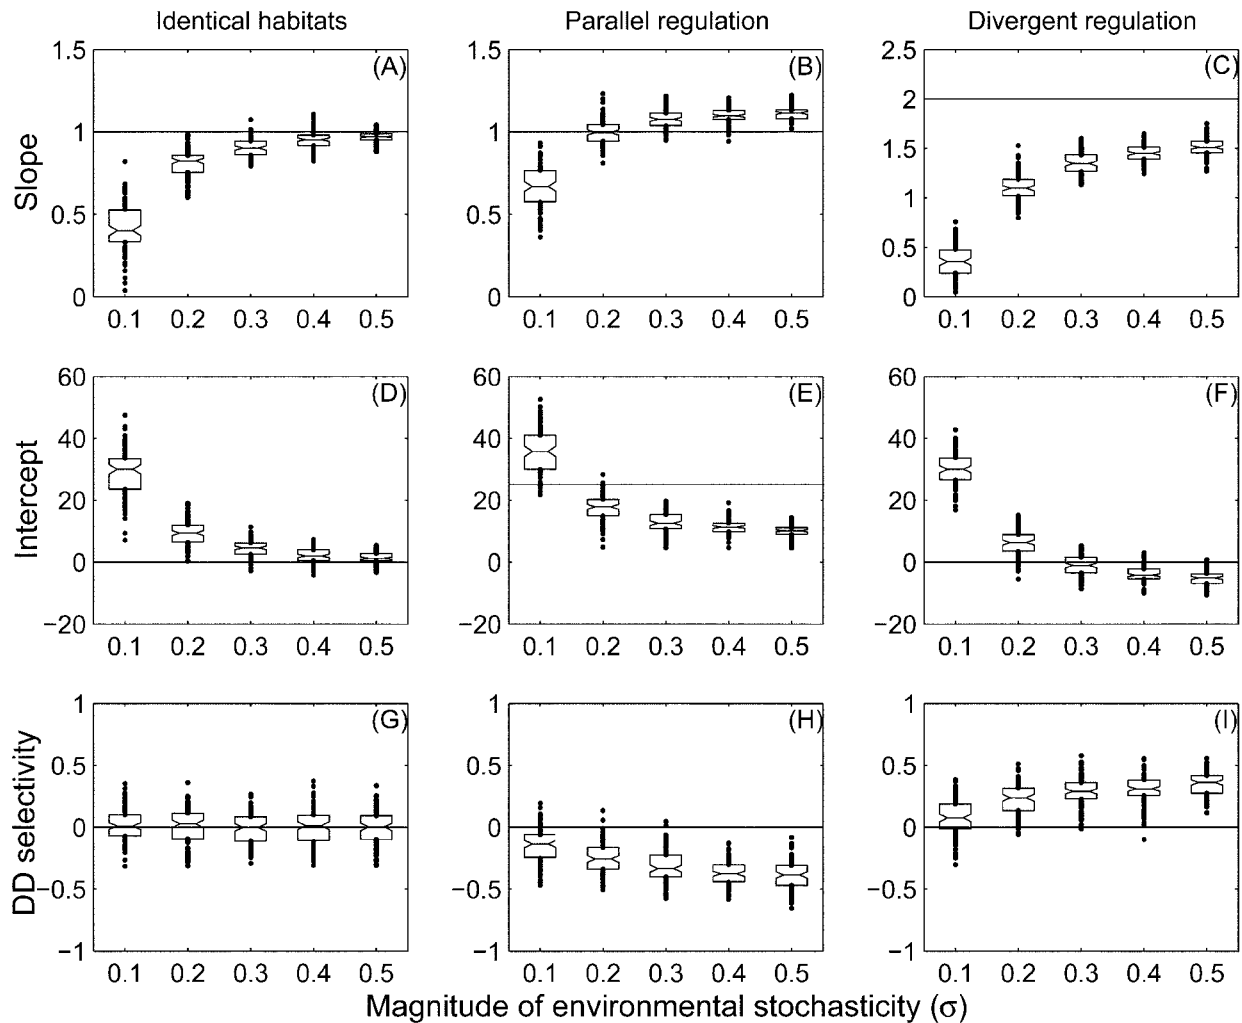 Identical habitats Parallel regulation Divergent regulation
1.5 1.5 2.5
(A) (B) (C)
2
1 1 1.5
1
0.5 0.5 0.5
0 0 0
Slope
0.1 0.2 0.3 0.4 0.5 0.1 0.2 0.3 0.4 0.5 0.1 0.2 0.3 0.4 0.5
60 60 60
(D) (E) (F)
40 40 40
20 20 20
0 0 0
−20 −20 −20
Intercept
0.1 0.2 0.3 0.4 0.5 0.1 0.2 0.3 0.4 0.5 0.1 0.2 0.3 0.4 0.5
1 1 1
(G) (H) (I)
0.5 0.5 0.5
0 0 0
−0.5 −0.5 −0.5
−1 −1 −1
DD selectivity
0.1 0.2 0.3 0.4 0.5 0.1 0.2 0.3 0.4 0.5 0.1 0.2 0.3 0.4 0.5
Magnitude of environmental stochasticity (σ)